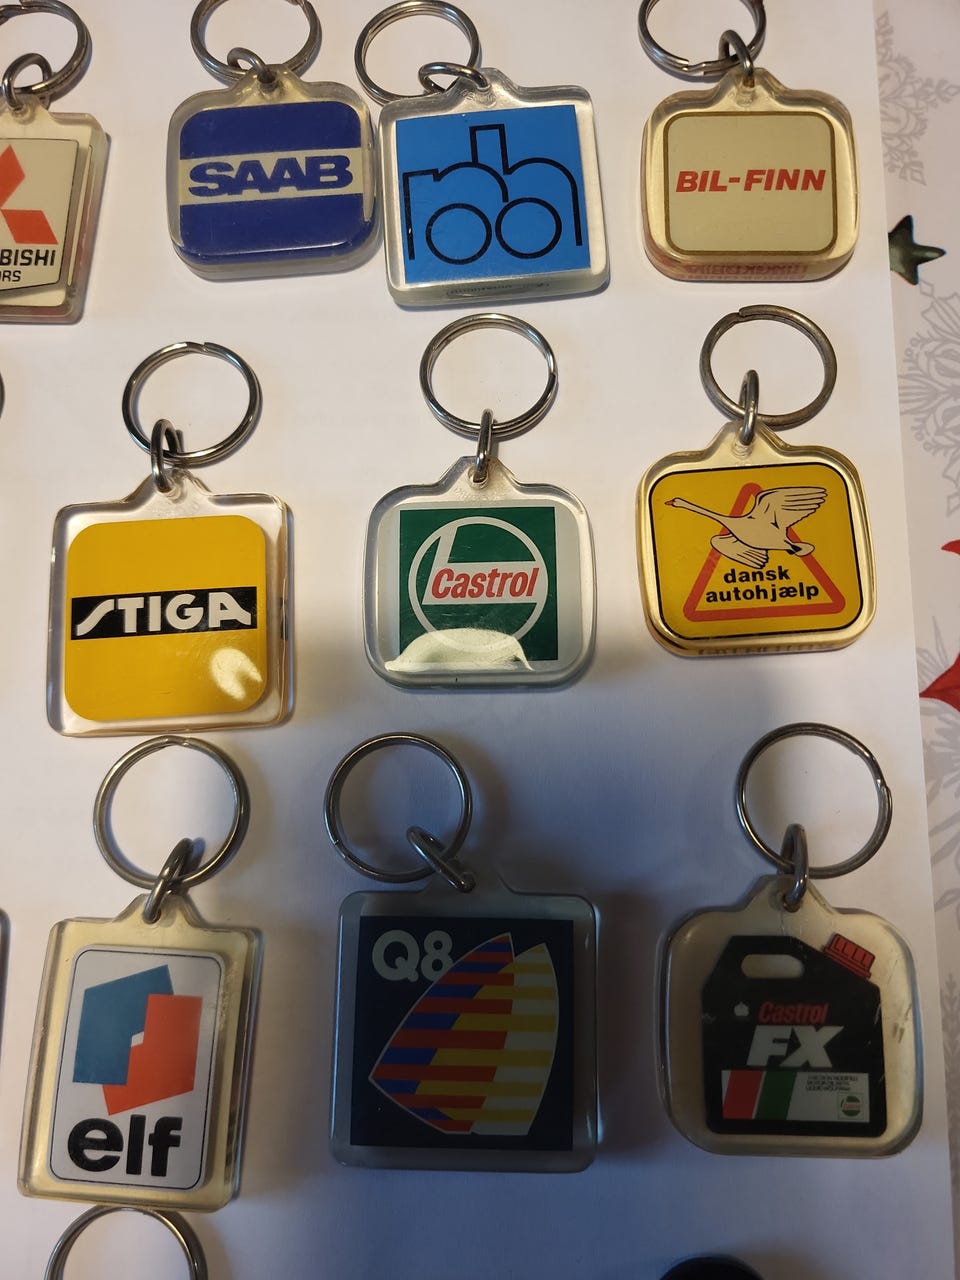 BISHI
ORS
SAAB
BIL-FINN
STIGA
Castrol
dansk
autohjælp
elf
Q8
Castrol
FX